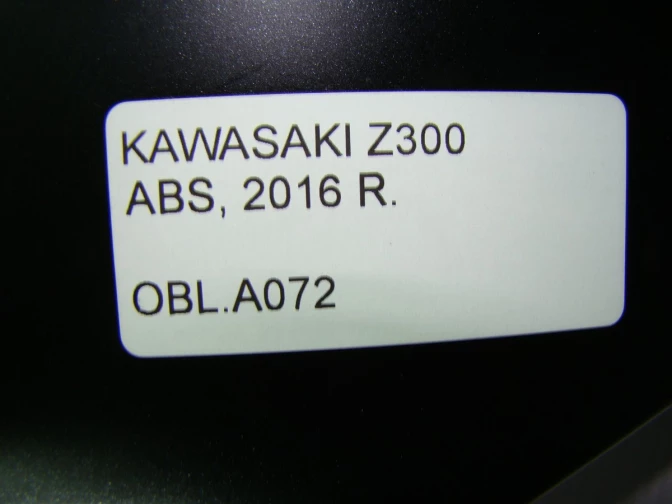 KAWASAKI Z300
ABS, 2016 R.
OBL.A072